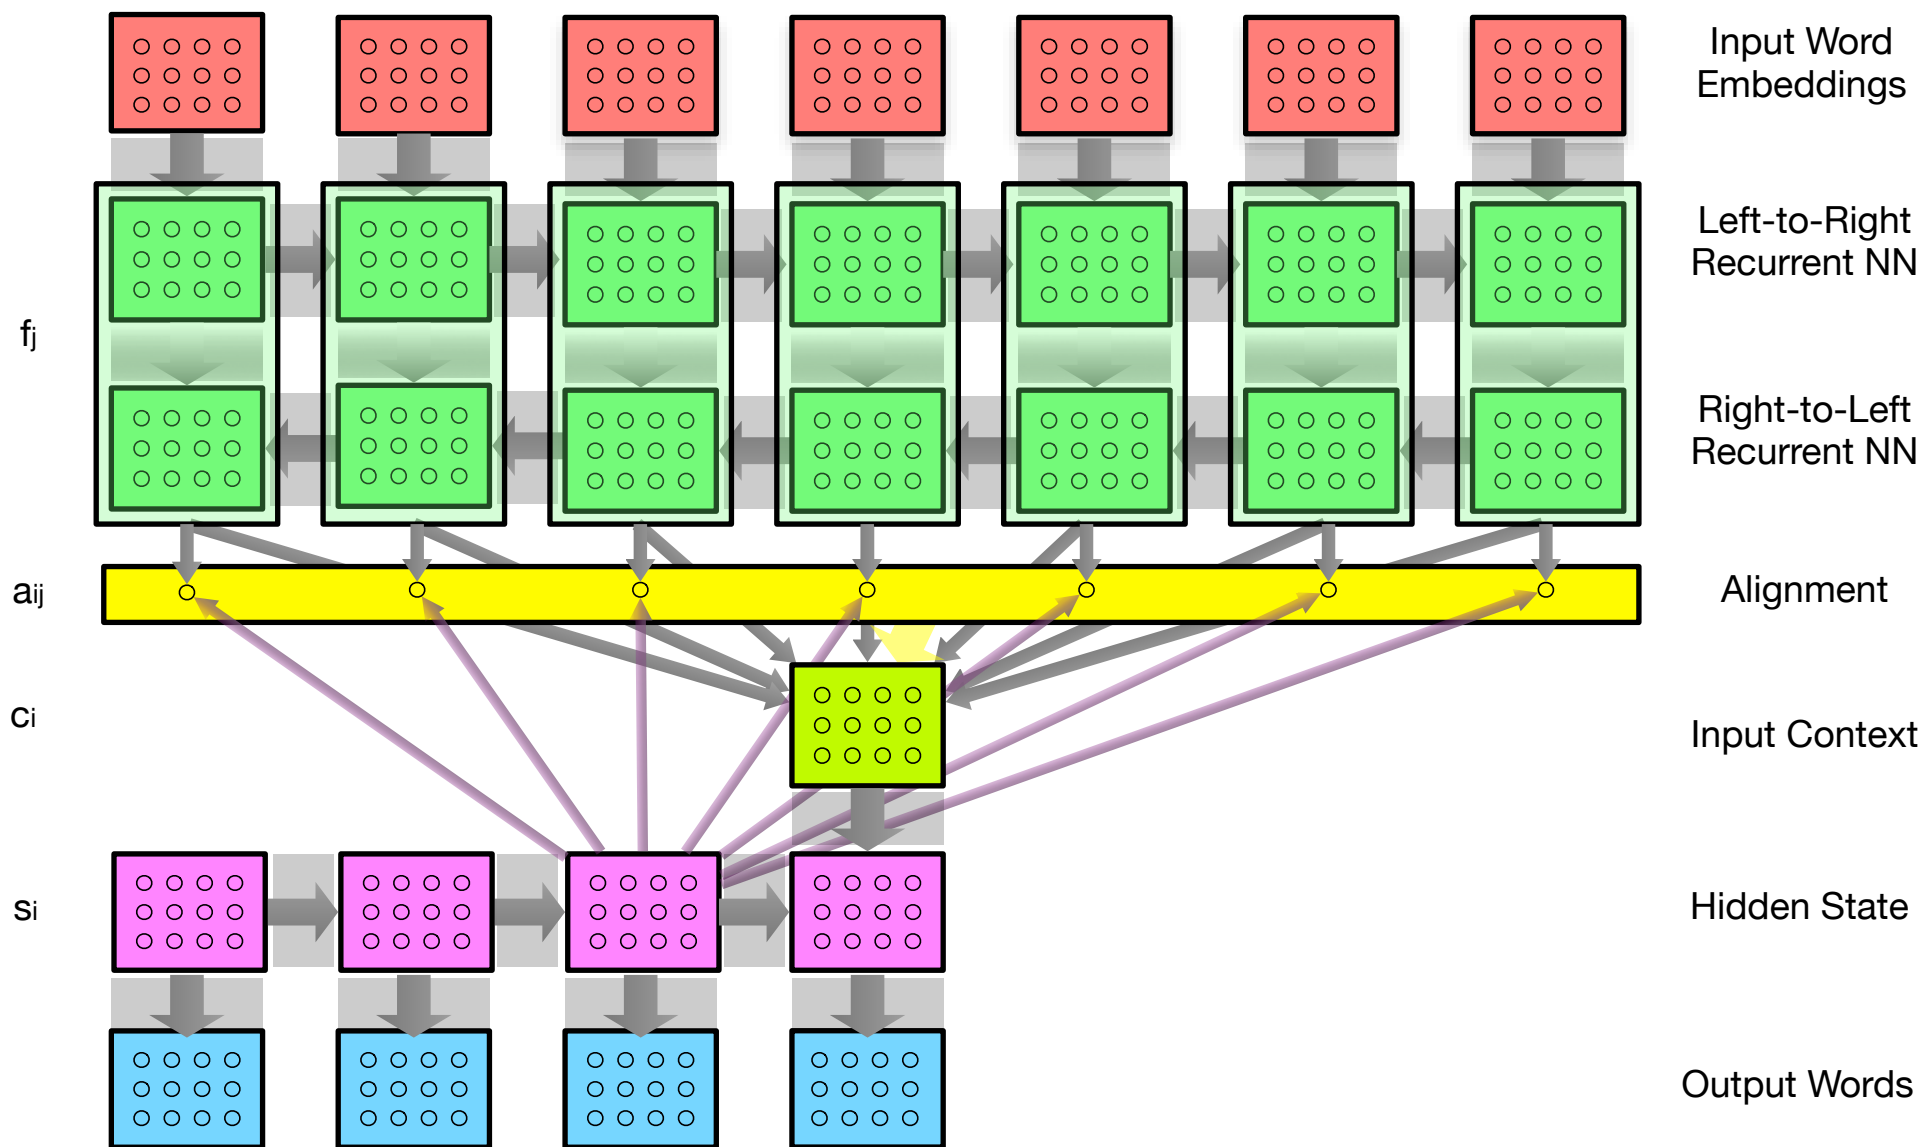 Input Word
Embeddings
Left-to-Right
Recurrent NN
fj
Right-to-Left
Recurrent NN
aij
Alignment
ci
Input Context
si
Hidden State
Output Words